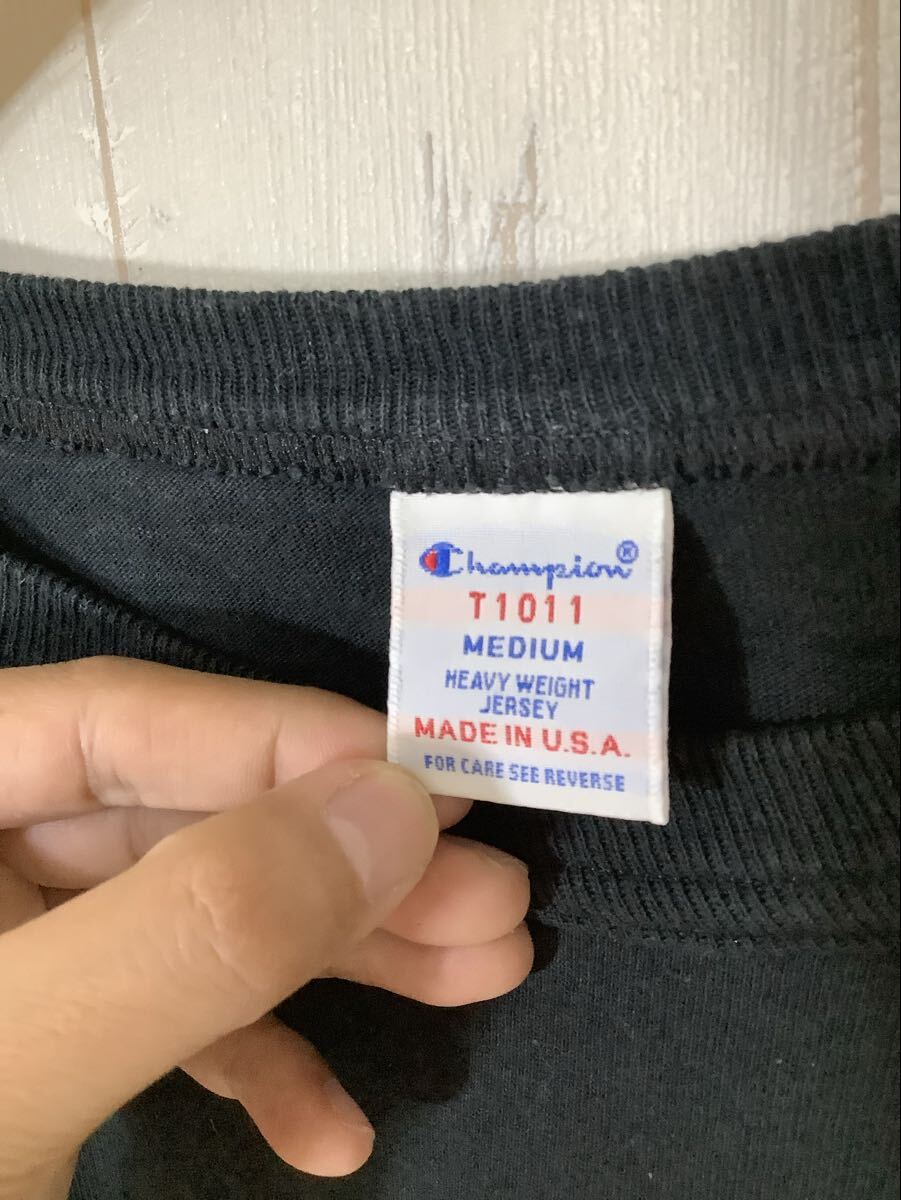 Champion®
T1011
MEDIUM
HEAVY WEIGHT
JERSEY
MADE IN U.S.A.
FOR CARE SEE REVERSE